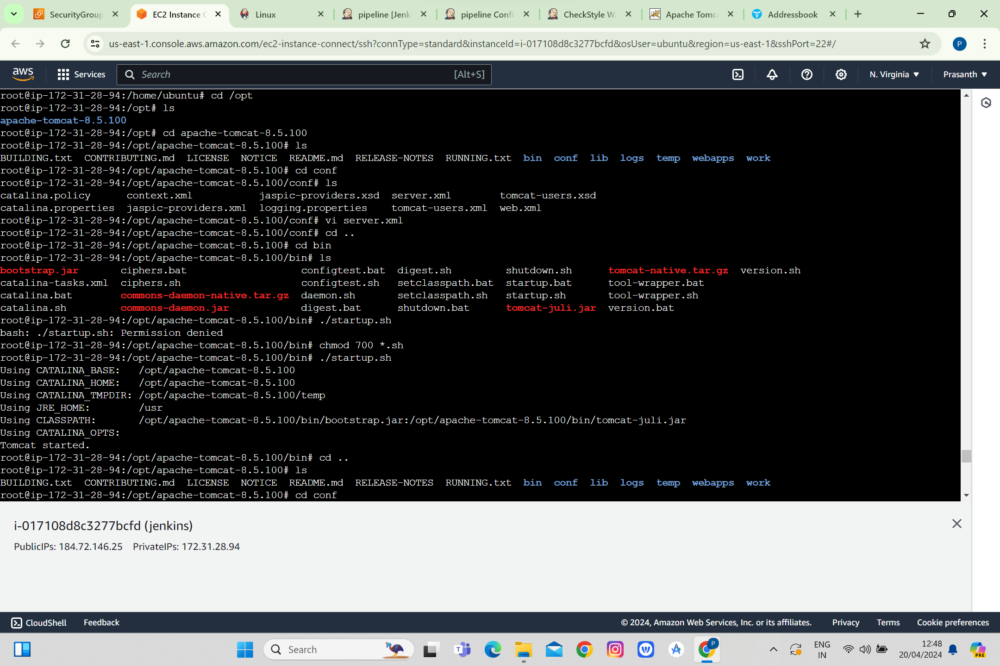 SecurityGroup
EC2 Instance C
Linux
pipeline [Jenki
pipeline Confi
CheckStyle Wa
Apache Tomca
Addressbook
us-east-1.console.aws.amazon.com/ec2-instance-connect/ssh?connType=standard&instanceId=i-017108d8c3277bcfd&osUser=ubuntu&region=us-east-1&sshPort=22#/
P
aws Services Search [Alt+S] N. Virginia Prasanth
root@ip-172-31-28-94:/home/ubuntu# cd /opt
root@ip-172-31-28-94:/opt# ls
apache-tomcat-8.5.100
root@ip-172-31-28-94:/opt# cd apache-tomcat-8.5.100
root@ip-172-31-28-94:/opt/apache-tomcat-8.5.100# ls
BUILDING.txt CONTRIBUTING.md LICENSE NOTICE README.md RELEASE-NOTES RUNNING.txt bin conf lib logs temp webapps work
root@ip-172-31-28-94:/opt/apache-tomcat-8.5.100# cd conf
root@ip-172-31-28-94:/opt/apache-tomcat-8.5.100/conf# ls
catalina.policy context.xml jaspic-providers.xsd server.xml tomcat-users.xsd
catalina.properties jaspic-providers.xml logging.properties tomcat-users.xml web.xml
root@ip-172-31-28-94:/opt/apache-tomcat-8.5.100/conf# vi server.xml
root@ip-172-31-28-94:/opt/apache-tomcat-8.5.100/conf# cd ..
root@ip-172-31-28-94:/opt/apache-tomcat-8.5.100# cd bin
root@ip-172-31-28-94:/opt/apache-tomcat-8.5.100/bin# ls
bootstrap.jar ciphers.bat configtest.bat digest.sh shutdown.sh tomcat-native.tar.gz version.sh
catalina-tasks.xml ciphers.sh configtest.sh setclasspath.bat startup.bat tool-wrapper.bat
catalina.bat commons-daemon-native.tar.gz daemon.sh setclasspath.sh startup.sh tool-wrapper.sh
catalina.sh commons-daemon.jar digest.bat shutdown.bat tomcat-juli.jar version.bat
root@ip-172-31-28-94:/opt/apache-tomcat-8.5.100/bin# ./startup.sh
bash: ./startup.sh: Permission denied
root@ip-172-31-28-94:/opt/apache-tomcat-8.5.100/bin# chmod 700 *.sh
root@ip-172-31-28-94:/opt/apache-tomcat-8.5.100/bin# ./startup.sh
Using CATALINA_BASE: /opt/apache-tomcat-8.5.100
Using CATALINA_HOME: /opt/apache-tomcat-8.5.100
Using CATALINA_TMPDIR: /opt/apache-tomcat-8.5.100/temp
Using JRE_HOME: /usr
Using CLASSPATH: /opt/apache-tomcat-8.5.100/bin/bootstrap.jar:/opt/apache-tomcat-8.5.100/bin/tomcat-juli.jar
Using CATALINA_OPTS:
Tomcat started.
root@ip-172-31-28-94:/opt/apache-tomcat-8.5.100/bin# cd ..
root@ip-172-31-28-94:/opt/apache-tomcat-8.5.100# ls
BUILDING.txt CONTRIBUTING.md LICENSE NOTICE README.md RELEASE-NOTES RUNNING.txt bin conf lib logs temp webapps work
root@ip-172-31-28-94:/opt/apache-tomcat-8.5.100# cd conf
i-017108d8c3277bcfd (jenkins)
PublicIPs: 184.72.146.25 PrivateIPs: 172.31.28.94
CloudShell Feedback © 2024, Amazon Web Services, Inc. or its affiliates. Privacy Terms Cookie preferences
Search
T
P
ENG
IN
12:48
20/04/2024
PRE